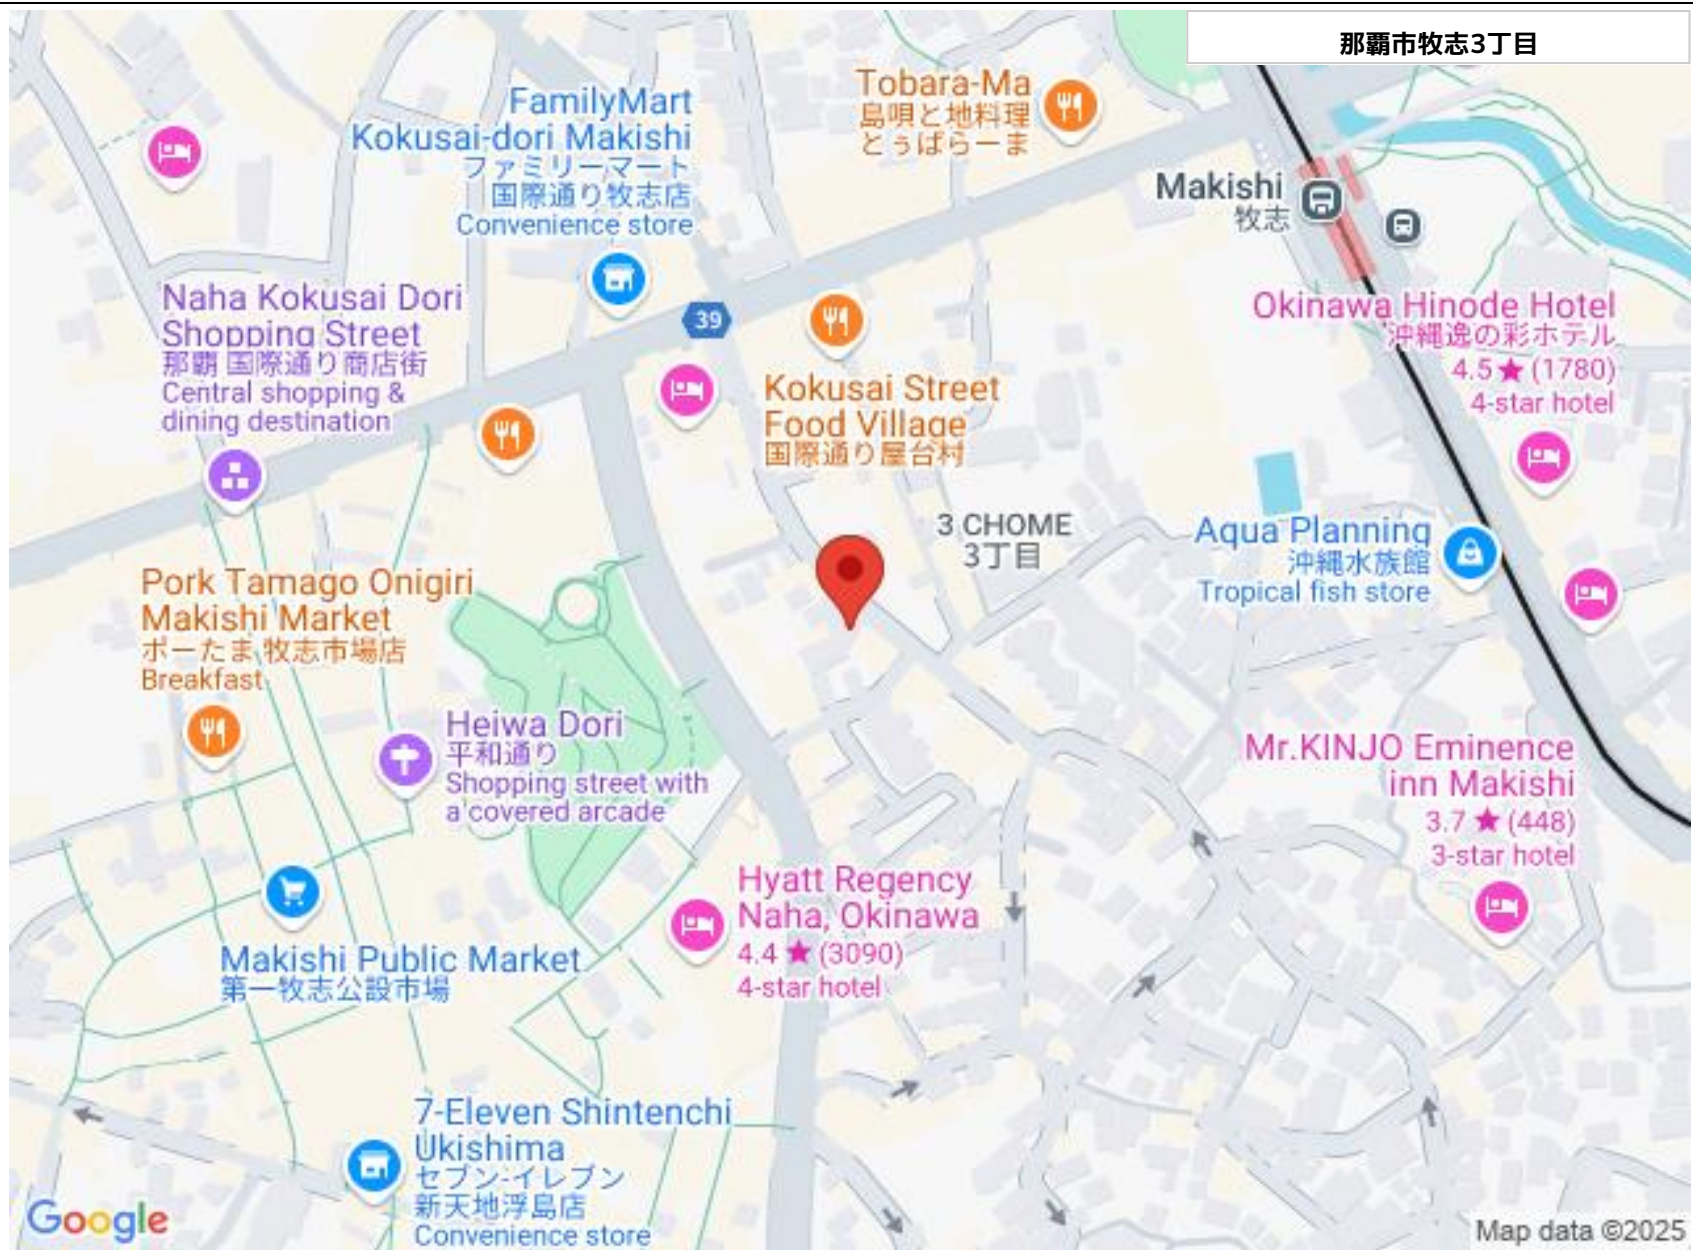 那覇市牧志3丁目
Tobara-Ma
島唄と地料理
とぅばらーま
FamilyMart
Kokusai-dori Makishi
ファミリーマート
国際通り牧志店
Convenience store
Makishi
牧志
Naha Kokusai Dori
Shopping Street
那覇 国際通り商店街
Central shopping &
dining destination
39
Okinawa Hinode Hotel
沖縄逸の彩ホテル
4.5★(1780)
4-star hotel
Kokusai Street
Food Village
国際通り屋台村
3 CHOME
3丁目
Aqua Planning
沖縄水族館
Tropical fish store
Pork Tamago Onigiri
Makishi Market
ポーたま 牧志市場店
Breakfast
Heiwa Dori
平和通り
Shopping street with
a covered arcade
Mr.KINJO Eminence
inn Makishi
3.7★(448)
3-star hotel
Hyatt Regency
Naha, Okinawa
4.4★(3090)
4-star hotel
Makishi Public Market
第一牧志公設市場
7-Eleven Shintenchi
Ukishima
セブン-イレブン
新天地浮島店
Convenience store
Google
Map data ©2025